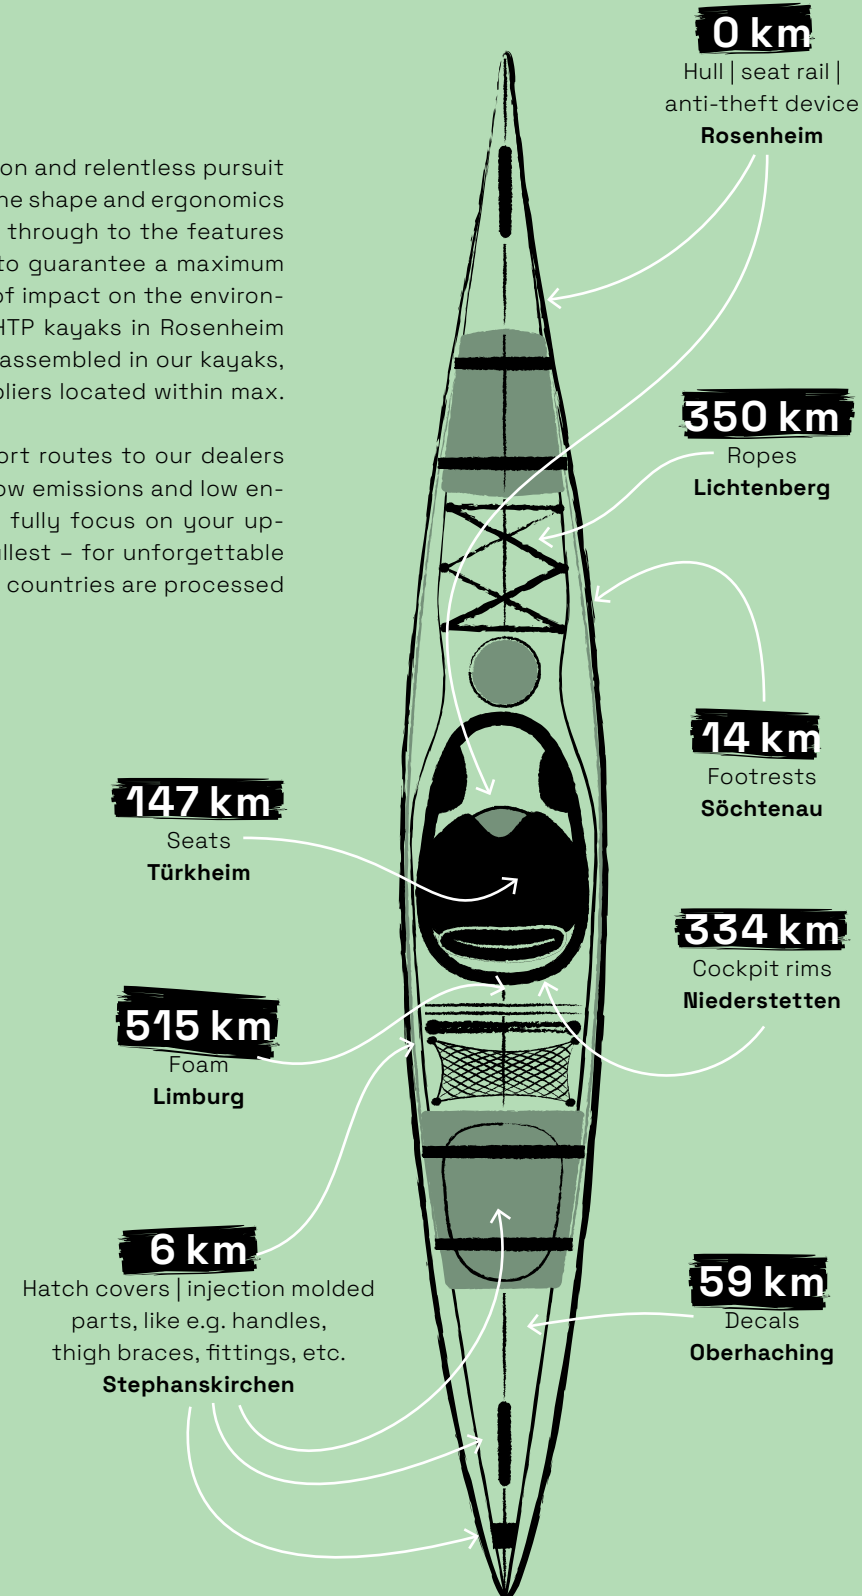 on and relentless pursuit
he shape and ergonomics
through to the features
to guarantee a maximum
of impact on the environ-
HTP kayaks in Rosenheim
assembled in our kayaks,
pliers located within max.
ort routes to our dealers
ow emissions and low en-
fully focus on your up-
llest – for unforgettable
countries are processed
0 km
Hull | seat rail |
anti-theft device
Rosenheim
350 km
Ropes
Lichtenberg
14 km
Footrests
Söchtenau
147 km
Seats
Türkheim
334 km
Cockpit rims
Niederstetten
515 km
Foam
Limburg
6 km
Hatch covers | injection molded
parts, like e.g. handles,
thigh braces, fittings, etc.
Stephanskirchen
59 km
Decals
Oberhaching